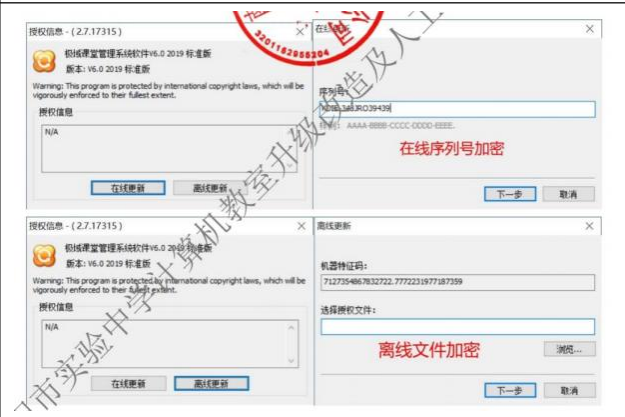 授权信息 - ( 2.7.17315 )
极域课堂管理系统软件V6.0 2019 标准版
版本: V6.0 2019 标准版
Warning: This program is protected by international copyright laws, which will be
vigorously enforced to their fullest extent.
授权信息
N/A
在线更新
离线更新
3201162986304
序列号:
AAAA-BBBB-CCCC-DDDD-EEEE.
在线序列号加密
下一步
取消
授权信息 - ( 2.7.17315 )
极域课堂管理系统软件V6.0 2019 标准版
版本: V6.0 2019 标准版
Warning: This program is protected by international copyright laws, which will be
vigorously enforced to their fullest extent.
授权信息
N/A
在线更新
离线更新
离线更新
机器特征码:
7127354867832722.7772231977187359
选择授权文件:
离线文件加密
浏览...
下一步
取消
市实验中学计算机教室升级改造及人工